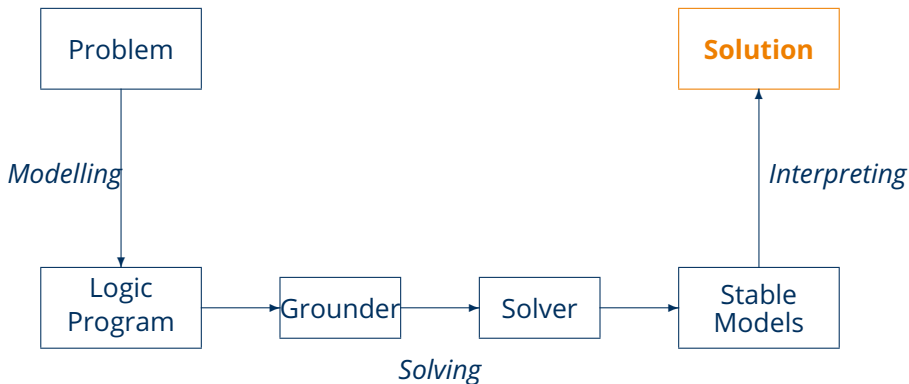 Problem
Solution
Modelling
Interpreting
Logic
Program
Grounder
Solver
Stable
Models
Solving